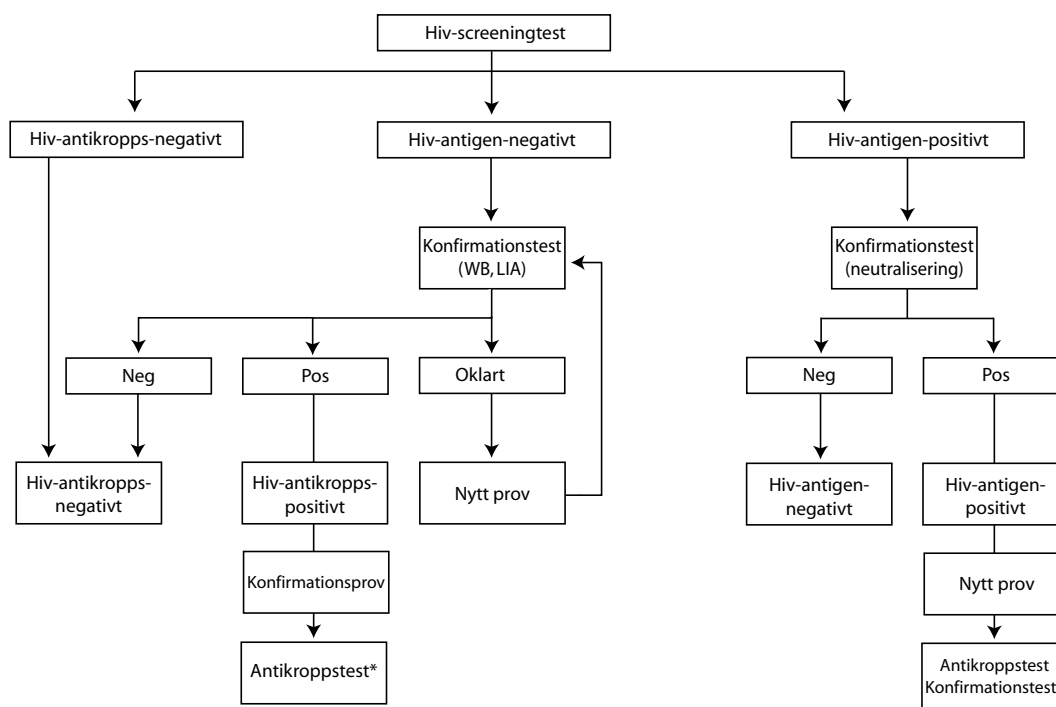 Hiv-screeningtest
Hiv-antikropps-negativt
Hiv-antigen-negativt
Hiv-antigen-positivt
Konfirmationstest
(WB, LIA)
Konfirmationstest
(neutralisering)
Neg
Pos
Oklart
Neg
Pos
Hiv-antikropps-
negativt
Hiv-antikropps-
positivt
Nytt prov
Hiv-antigen-
negativt
Hiv-antigen-
positivt
Konfirmationsprov
Nytt prov
Antikroppstest*
Antikroppstest
Konfirmationstest